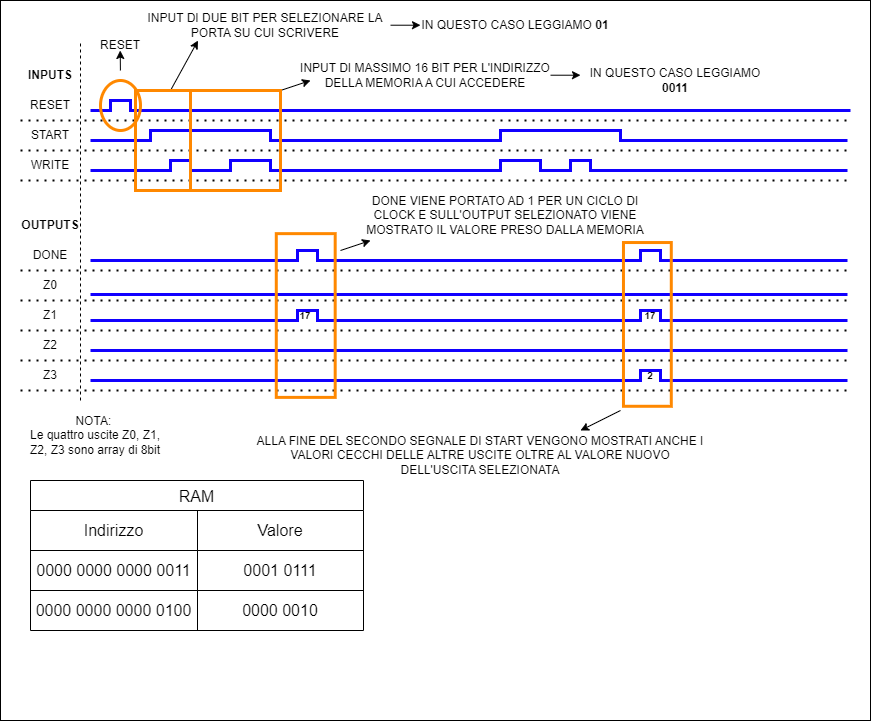 INPUT DI DUE BIT PER SELEZIONARE LA
PORTA SU CUI SCRIVERE
IN QUESTO CASO LEGGIAMO 01
RESET
INPUT DI MASSIMO 16 BIT PER L'INDIRIZZO
DELLA MEMORIA A CUI ACCEDERE
IN QUESTO CASO LEGGIAMO
0011
INPUTS
RESET
START
WRITE
DONE VIENE PORTATO AD 1 PER UN CICLO DI
CLOCK E SULL'OUTPUT SELEZIONATO VIENE
MOSTRATO IL VALORE PRESO DALLA MEMORIA
OUTPUTS
DONE
Z0
Z1
17
17
Z2
Z3
2
NOTA:
Le quattro uscite Z0, Z1,
Z2, Z3 sono array di 8bit
ALLA FINE DEL SECONDO SEGNALE DI START VENGONO MOSTRATI ANCHE I
VALORI CECCHI DELLE ALTRE USCITE OLTRE AL VALORE NUOVO
DELL'USCITA SELEZIONATA
RAM
Indirizzo Valore
0000 0000 0000 0011 0001 0111
0000 0000 0000 0100 0000 0010